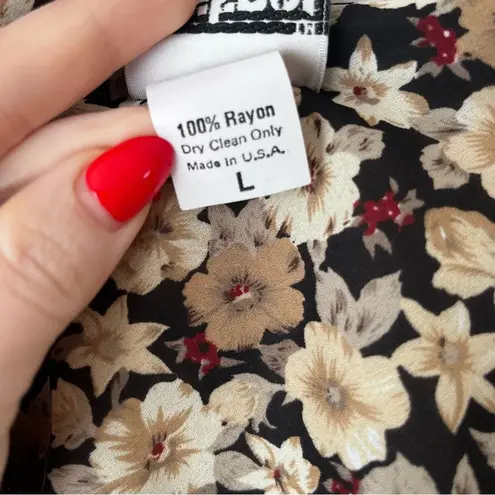 100% Rayon
Dry Clean Only
Made in U.S.A.
L